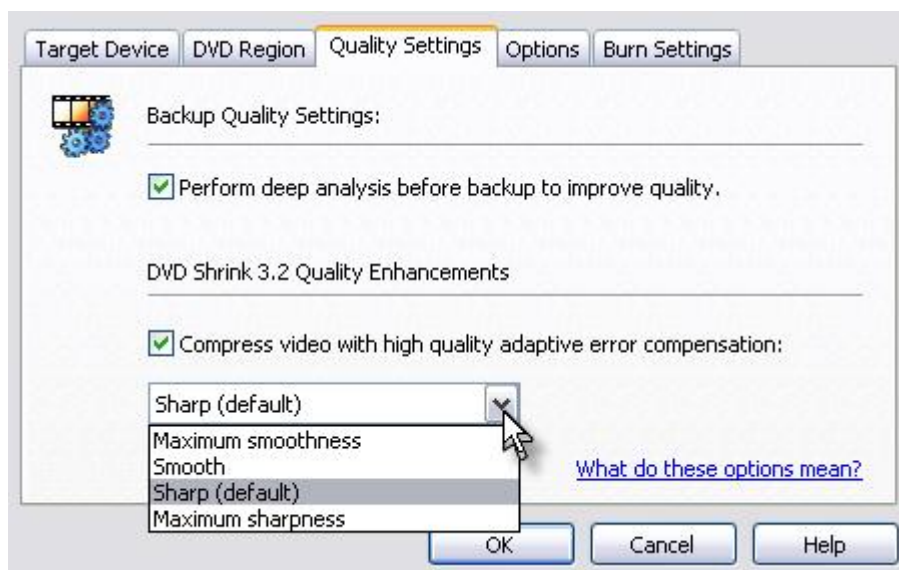 Target Device DVD Region Quality Settings Options Burn Settings
Backup Quality Settings:
Perform deep analysis before backup to improve quality.
DVD Shrink 3.2 Quality Enhancements
Compress video with high quality adaptive error compensation:
Sharp (default)
Maximum smoothness
Smooth
Sharp (default)
Maximum sharpness
What do these options mean?
OK Cancel Help